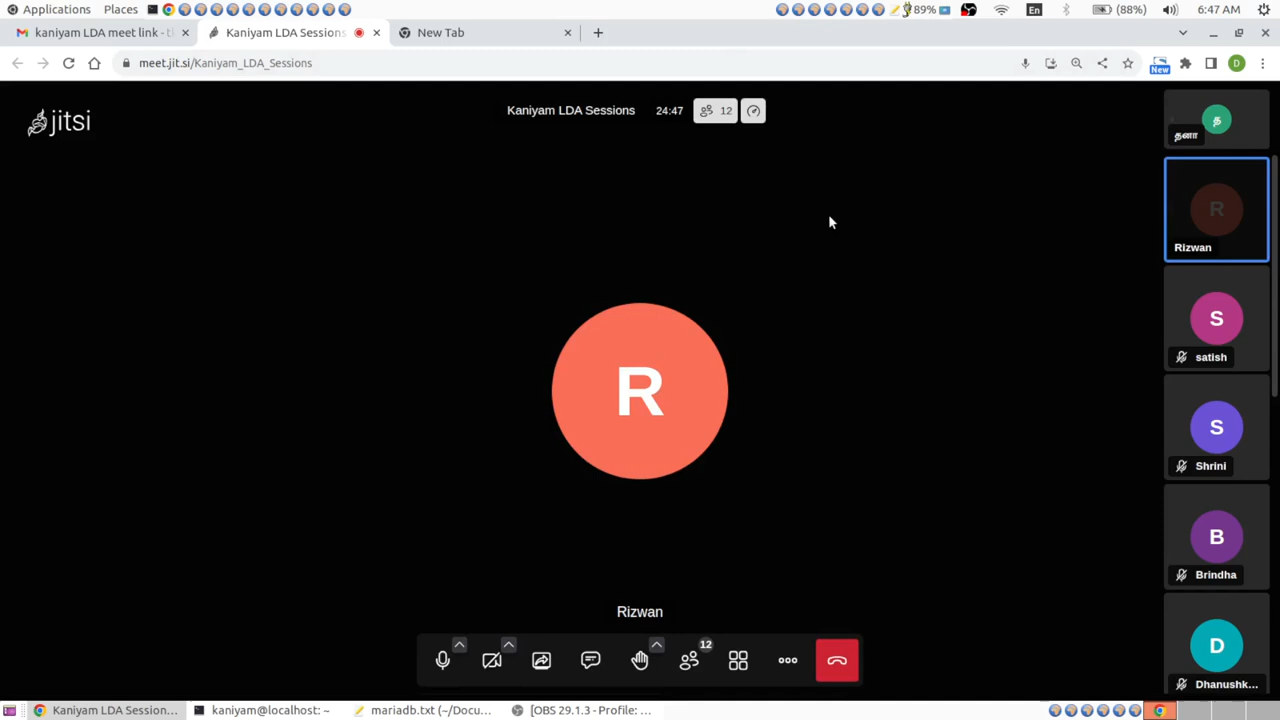 Applications Places 89% En (88%) 6:47 AM
kaniyam LDA meet link - t
Kaniyam LDA Sessions
New Tab
meet.jit.si/Kaniyam_LDA_Sessions
New
D
jitsi
Kaniyam LDA Sessions 24:47 12
த
தனா
R
Rizwan
S
satish
S
Shrini
B
Brindha
D
Dhanushk...
R
Rizwan
12
Kaniyam LDA Session...
kaniyam@localhost: ~
mariadb.txt (~/Docu...
[OBS 29.1.3 - Profile: ...